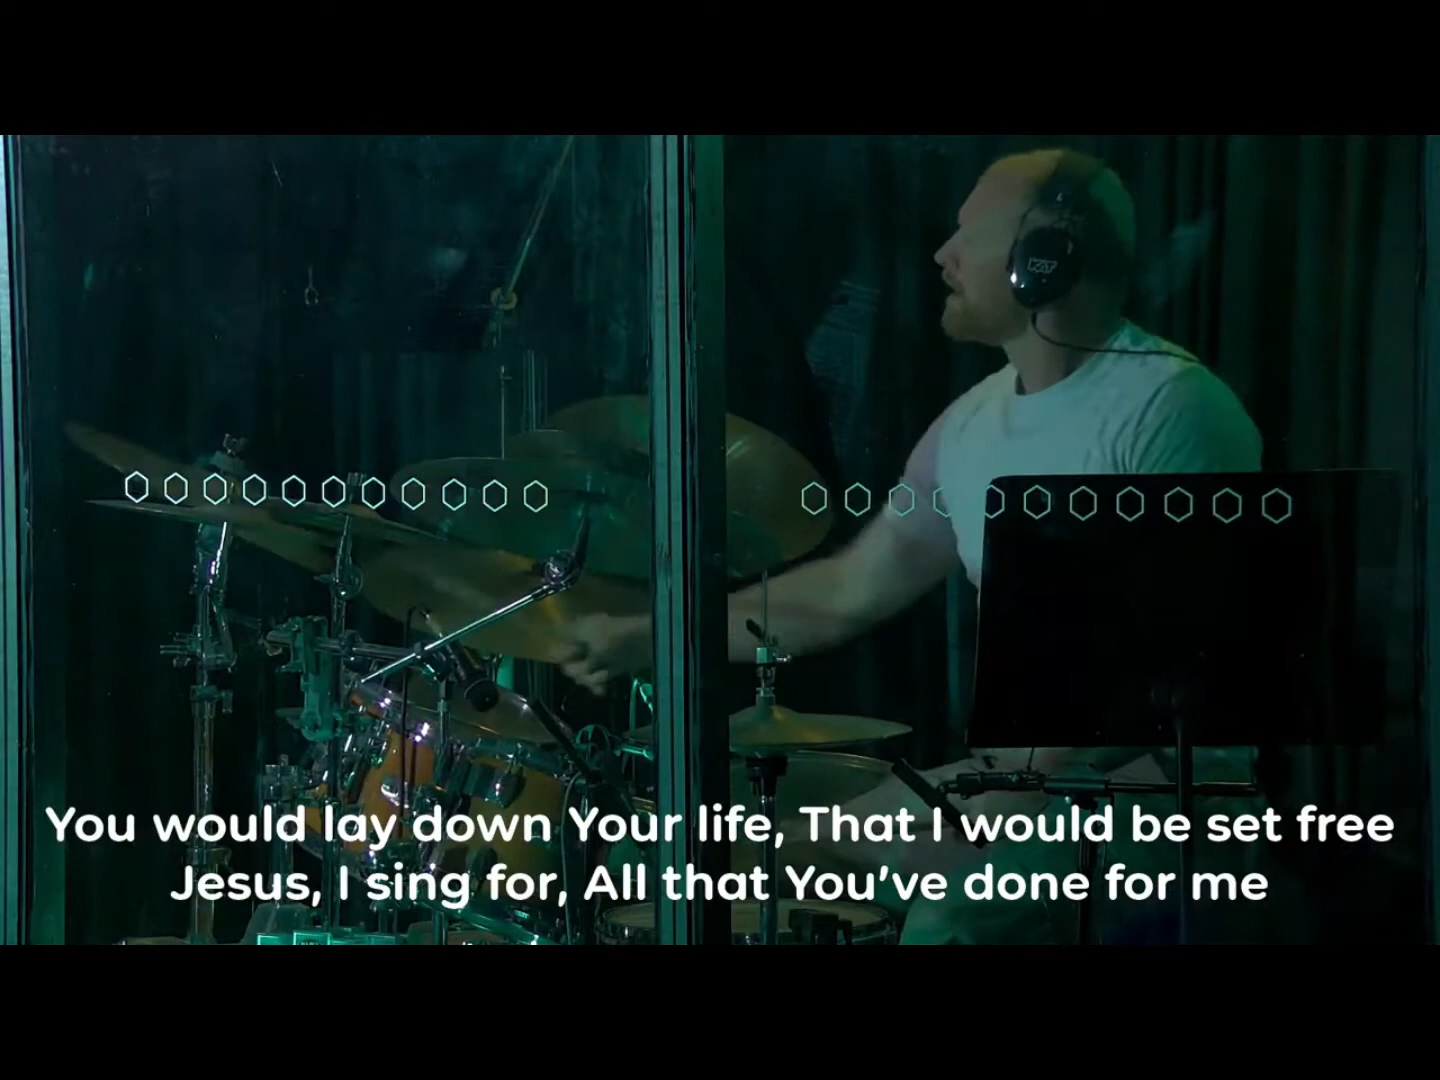 You would lay down Your life, That I would be set free
Jesus, I sing for, All that You've done for me